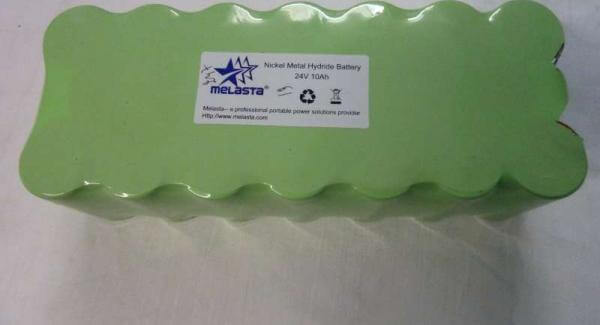 Nickel Metal Hydride Battery
24V 10Ah
MELASTA®
Melasta-- a professional portable power solutions provider
Http://www.melasta.com